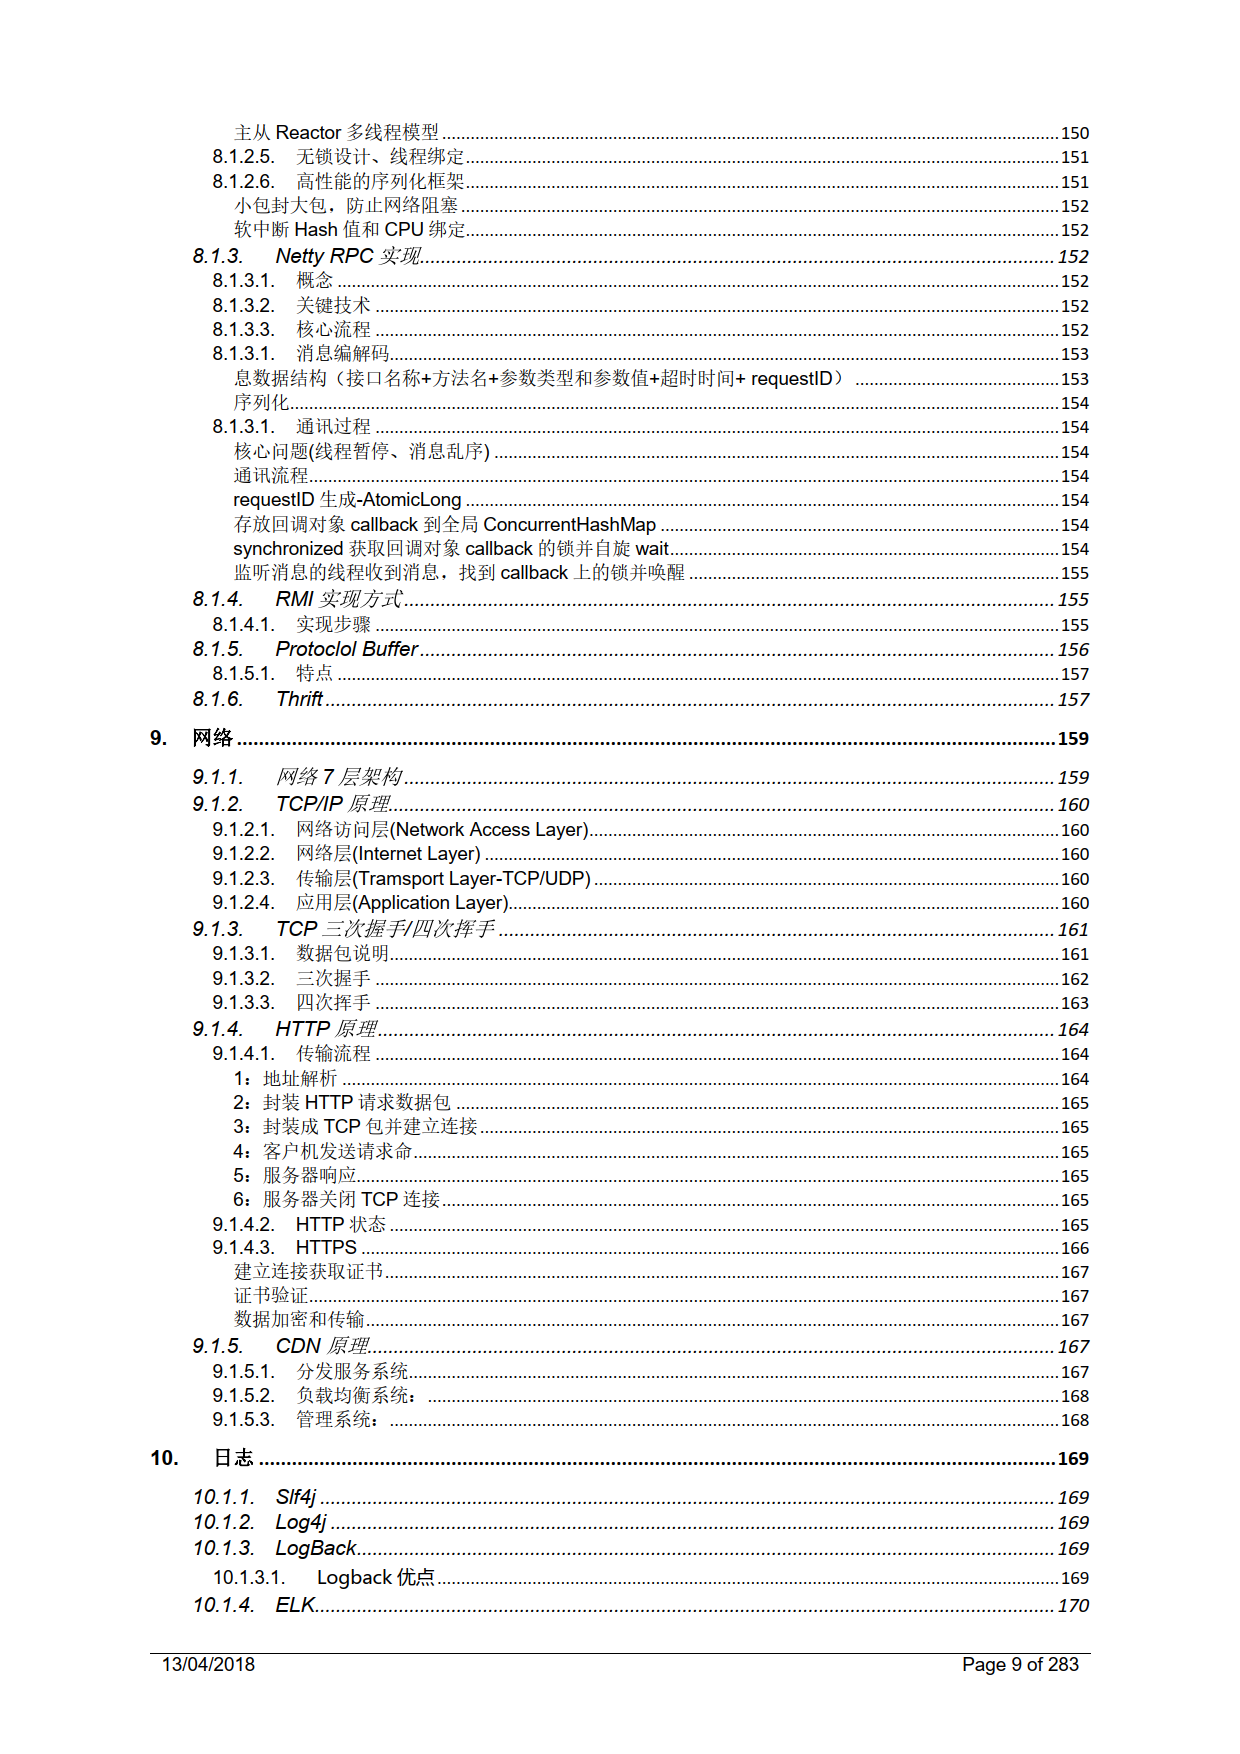 主从 Reactor 多线程模型 150
8.1.2.5. 无锁设计、线程绑定 151
8.1.2.6. 高性能的序列化框架 151
小包封大包，防止网络阻塞 152
软中断 Hash 值和 CPU 绑定 152
8.1.3. Netty RPC 实现 152
8.1.3.1. 概念 152
8.1.3.2. 关键技术 152
8.1.3.3. 核心流程 152
8.1.3.1. 消息编解码 153
息数据结构（接口名称+方法名+参数类型和参数值+超时时间+ requestID） 153
序列化 154
8.1.3.1. 通讯过程 154
核心问题(线程暂停、消息乱序) 154
通讯流程 154
requestID 生成-AtomicLong 154
存放回调对象 callback 到全局 ConcurrentHashMap 154
synchronized 获取回调对象 callback 的锁并自旋 wait 154
监听消息的线程收到消息，找到 callback 上的锁并唤醒 155
8.1.4. RMI 实现方式 155
8.1.4.1. 实现步骤 155
8.1.5. Protoclol Buffer 156
8.1.5.1. 特点 157
8.1.6. Thrift 157
9. 网络 159
9.1.1. 网络 7 层架构 159
9.1.2. TCP/IP 原理 160
9.1.2.1. 网络访问层(Network Access Layer) 160
9.1.2.2. 网络层(Internet Layer) 160
9.1.2.3. 传输层(Tramsport Layer-TCP/UDP) 160
9.1.2.4. 应用层(Application Layer) 160
9.1.3. TCP 三次握手/四次挥手 161
9.1.3.1. 数据包说明 161
9.1.3.2. 三次握手 162
9.1.3.3. 四次挥手 163
9.1.4. HTTP 原理 164
9.1.4.1. 传输流程 164
1：地址解析 164
2：封装 HTTP 请求数据包 165
3：封装成 TCP 包并建立连接 165
4：客户机发送请求命 165
5：服务器响应 165
6：服务器关闭 TCP 连接 165
9.1.4.2. HTTP 状态 165
9.1.4.3. HTTPS 166
建立连接获取证书 167
证书验证 167
数据加密和传输 167
9.1.5. CDN 原理 167
9.1.5.1. 分发服务系统 167
9.1.5.2. 负载均衡系统： 168
9.1.5.3. 管理系统： 168
10. 日志 169
10.1.1. Slf4j 169
10.1.2. Log4j 169
10.1.3. LogBack 169
10.1.3.1. Logback 优点 169
10.1.4. ELK 170
13/04/2018 Page 9 of 283